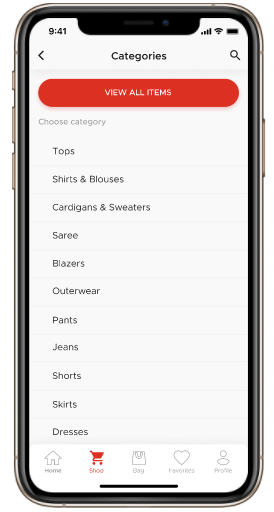 9:41
Categories
VIEW ALL ITEMS
Choose category
Tops
Shirts & Blouses
Cardigans & Sweaters
Saree
Blazers
Outerwear
Pants
Jeans
Shorts
Skirts
Dresses
Home Shop Bag Favorites Profile